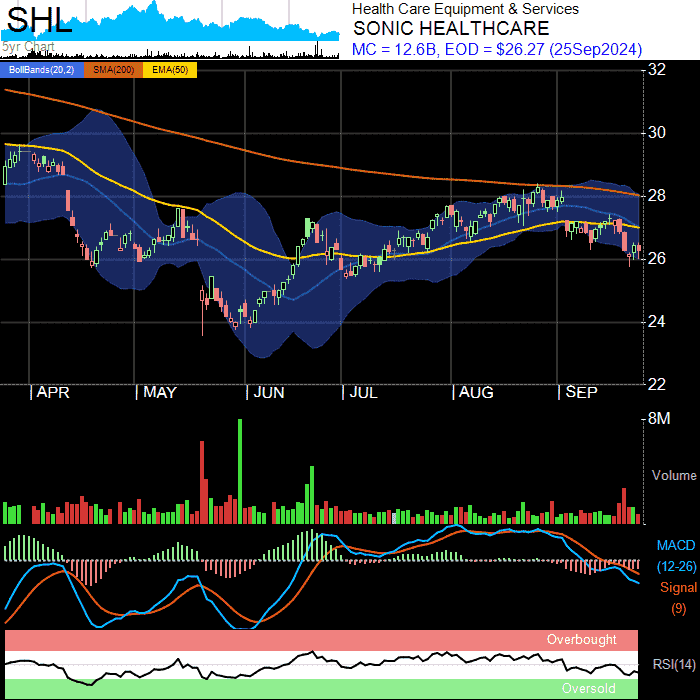 SHL
5yr Chart
Health Care Equipment & Services
SONIC HEALTHCARE
MC = 12.6B, EOD = $26.27 (25Sep2024)
BollBands(20,2) SMA(200) EMA(50)
32
30
28
26
24
22
APR MAY JUN JUL AUG SEP
8M
Volume
MACD
(12-26)
Signal
(9)
Overbought
RSI(14)
Oversold